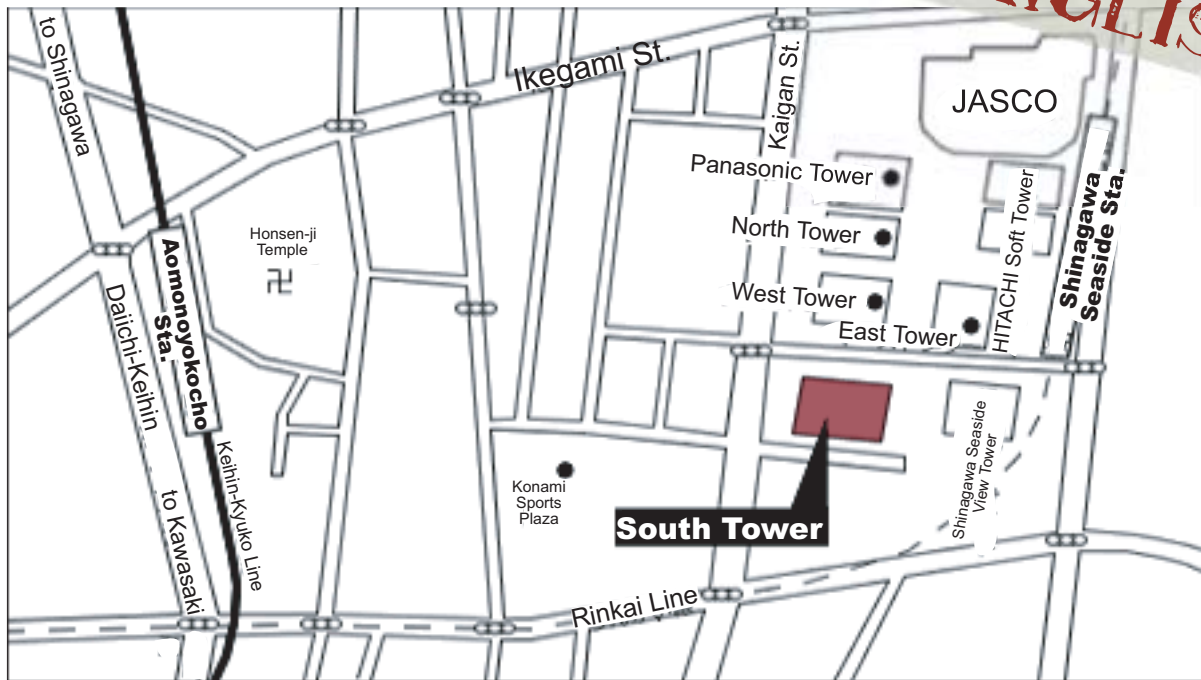 to Shinagawa
Ikegami St.
Kaigan St.
JASCO
Panasonic Tower
North Tower
West Tower
East Tower
HITACHI Soft Tower
Shinagawa
Seaside Sta.
Honsen-ji
Temple
卍
Aomonoyokocho
Sta.
Daiichi-Keihin
Keihin-Kyuko Line
to Kawasaki
Konami
Sports
Plaza
South Tower
Shinagawa Seaside
View Tower
Rinkai Line